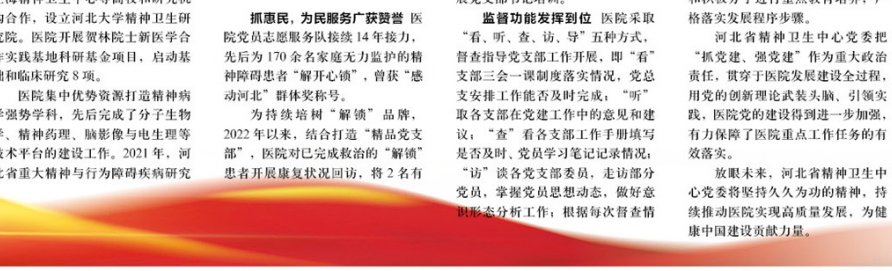 构合作，设立河北大学精神卫生研
究院。医院开展贺林院士新医学合
作实践基地科研基金项目，启动基
础和临床研究8项。
医院集中优势资源打造精神病
学强势学科，先后完成了分子生物
学、精神药理、脑影像与电生理等
技术平台的建设工作。2021年，河
北省重大精神与行为障碍疾病研究
抓惠民，为民服务广获赞誉 医
院党员志愿服务队接续14年接力，
先后为170余名家庭无力监护的精
神障碍患者“解开心锁”，曾获“感
动河北”群体奖称号。
为持续培树“解锁”品牌，
2022年以来，结合打造“精品党支
部”，医院对已完成救治的“解锁”
患者开展康复状况回访，将2名有
展党支部书记培训。
监督功能发挥到位 医院采取
“看、听、查、访、导”五种方式，
督查指导党支部工作开展，即“看”
支部三会一课制度落实情况，党总
支安排工作能否及时完成；“听”
取各支部在党建工作中的意见和建
议；“查”看各支部工作手册填写
是否及时、党员学习笔记记录情况；
“访”谈各党支部委员，走访部分
党员，掌握党员思想动态，做好意
识形态分析工作；根据每次督查情
格落实发展程序步骤。
河北省精神卫生中心党委把
“抓党建、强党建”作为重大政治
责任，贯穿于医院发展建设全过程，
用党的创新理论武装头脑、引领实
践，医院党的建设得到进一步加强，
有力保障了医院重点工作任务的有
效落实。
放眼未来，河北省精神卫生中
心党委将坚持久久为功的精神，持
续推动医院实现高质量发展，为健
康中国建设贡献力量。